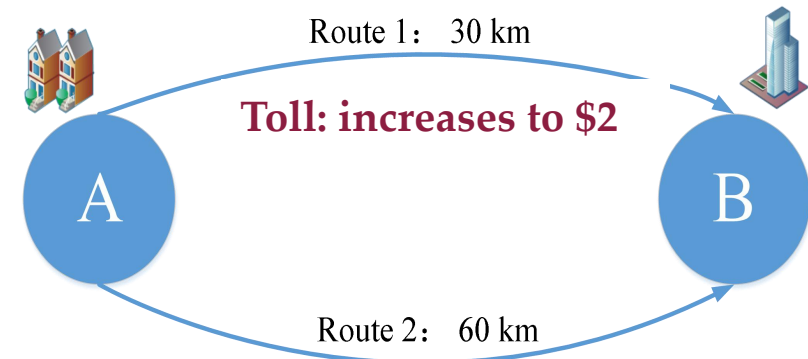 Route 1： 30 km
Toll: increases to $2
A
B
Route 2： 60 km